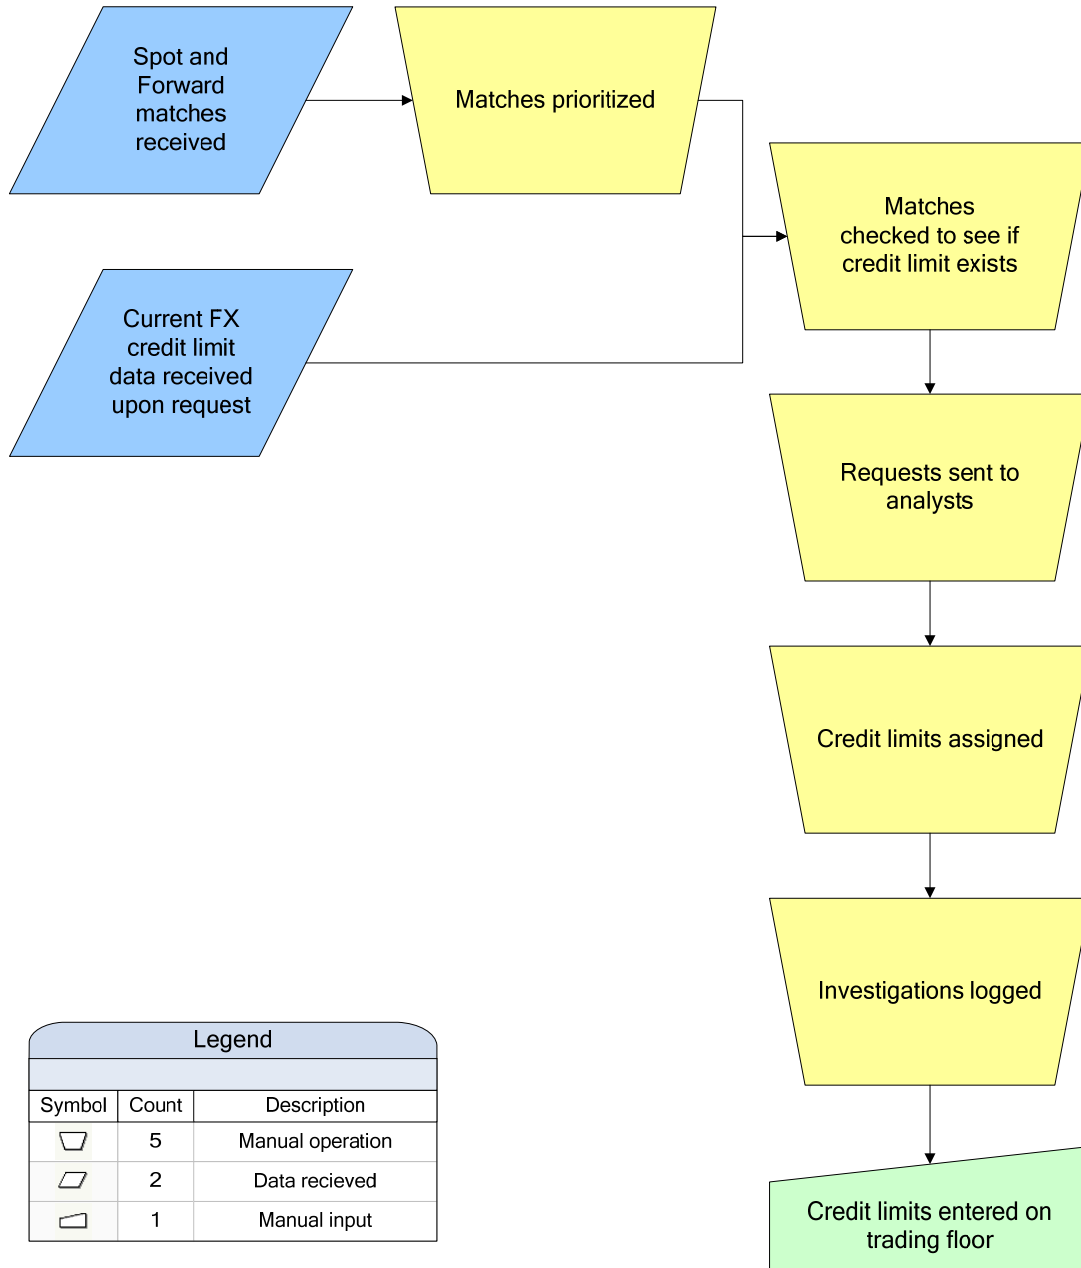 Spot and
Forward
matches
received
Matches prioritized
Matches
checked to see if
credit limit exists
Current FX
credit limit
data received
upon request
Requests sent to
analysts
Credit limits assigned
Investigations logged
Credit limits entered on
trading floor
Legend
Symbol Count Description
5 Manual operation
2 Data recieved
1 Manual input